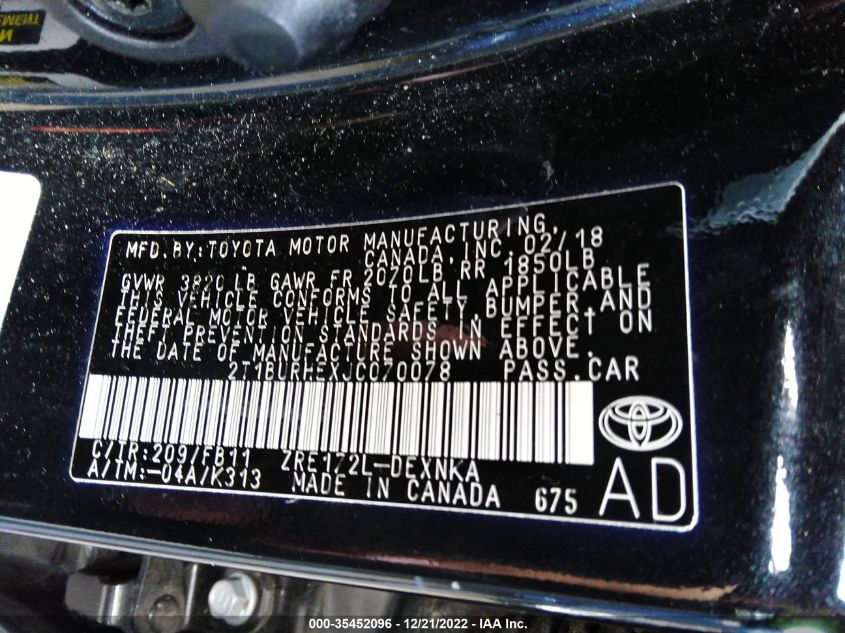 MFD. BY: TOYOTA MOTOR MANUFACTURING,
CANADA, INC. 02/18
GVWR 3820 LB GAWR FR 2070LB RR 1850LB
THIS VEHICLE CONFORMS TO ALL APPLICABLE
FEDERAL MOTOR VEHICLE SAFETY, BUMPER, AND
THEFT PREVENTION STANDARDS IN EFFECT ON
THE DATE OF MANUFACTURE SHOWN ABOVE.
2T1BURHEXJC070078 PASS. CAR
C/TR: 209/FB11 ZRE172L-DEXNKA
A/TM: -04A/K313 MADE IN CANADA 675
AD
000-35452096 - 12/21/2022 - IAA Inc.